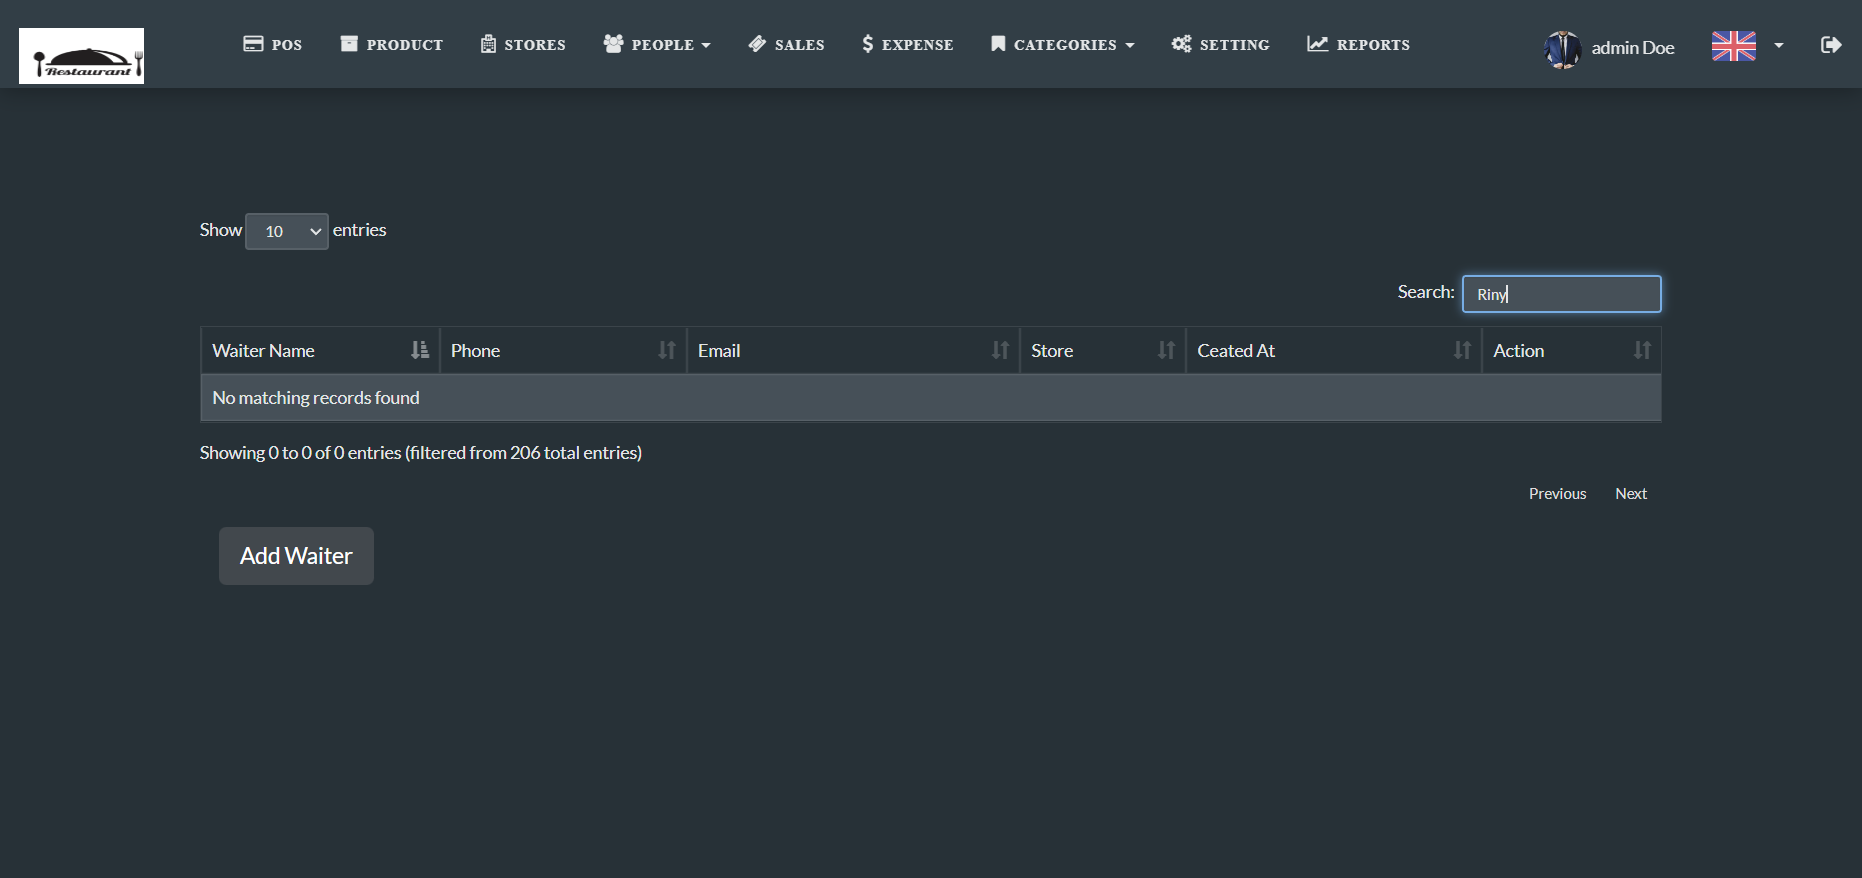 Restaurant
POS PRODUCT STORES PEOPLE SALES EXPENSE CATEGORIES SETTING REPORTS
admin Doe
Show 10 entries
Search: Riny
Waiter Name Phone Email Store Ceated At Action
No matching records found
Showing 0 to 0 of 0 entries (filtered from 206 total entries)
Previous Next
Add Waiter